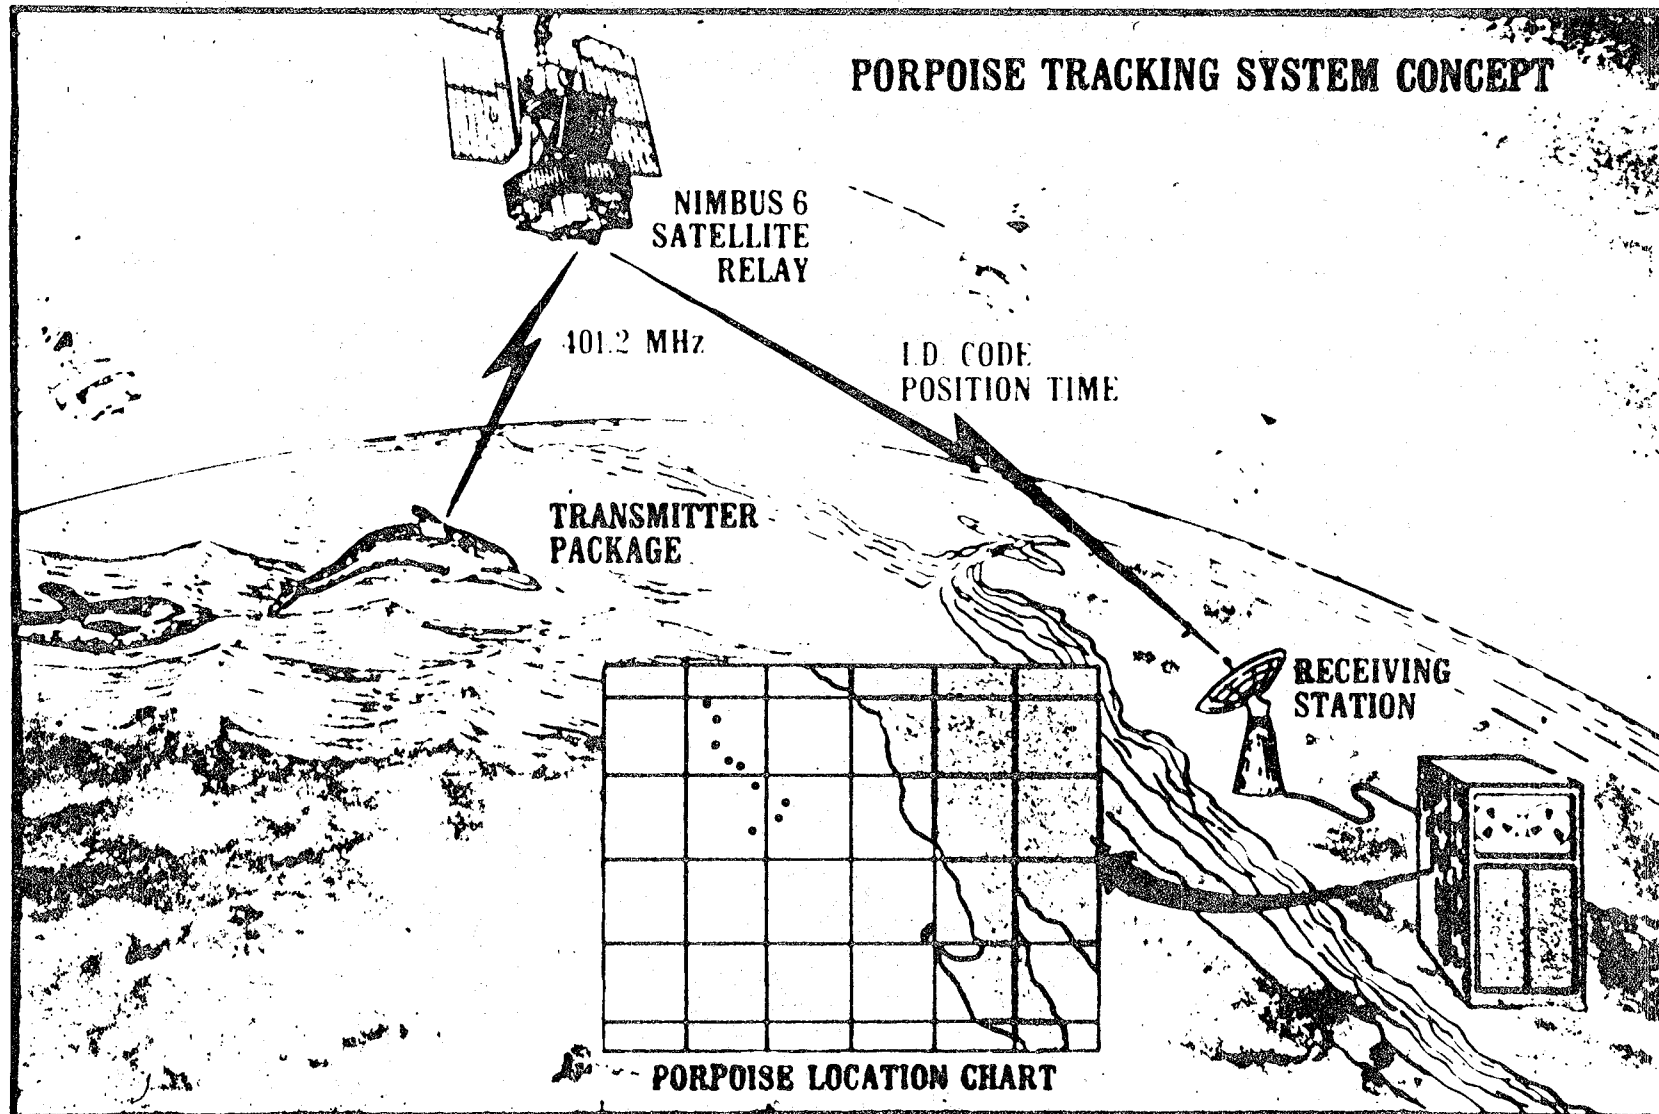 PORPOISE TRACKING SYSTEM CONCEPT
NIMBUS 6
SATELLITE
RELAY
401.2 MHz
I.D. CODE
POSITION TIME
TRANSMITTER
PACKAGE
RECEIVING
STATION
PORPOISE LOCATION CHART